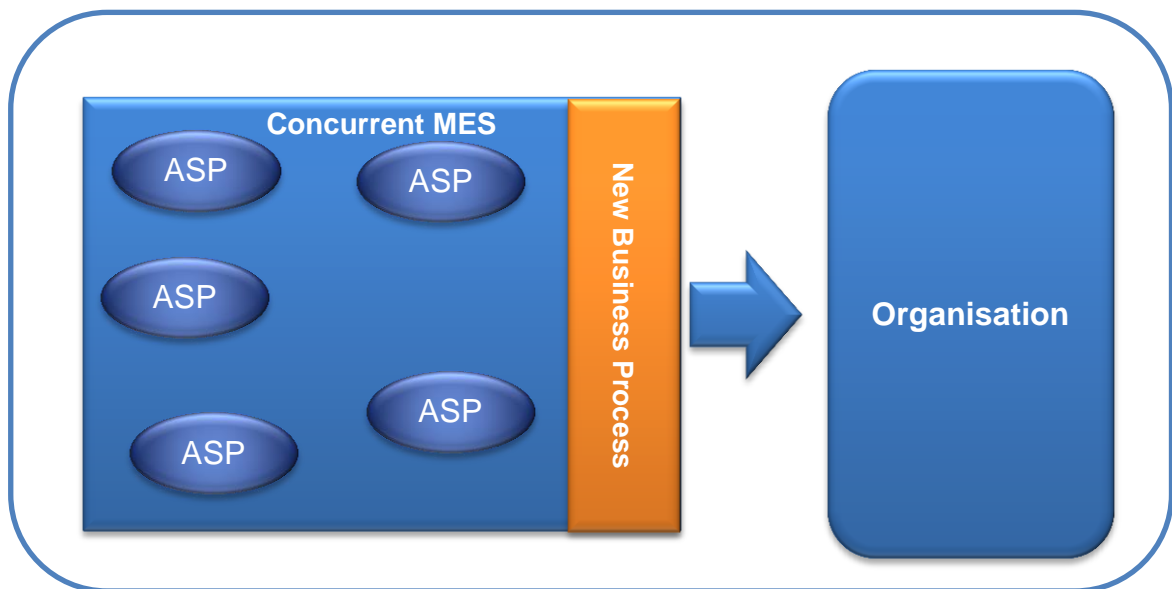 Concurrent MES
ASP
ASP
ASP
ASP
ASP
New Business Process
Organisation